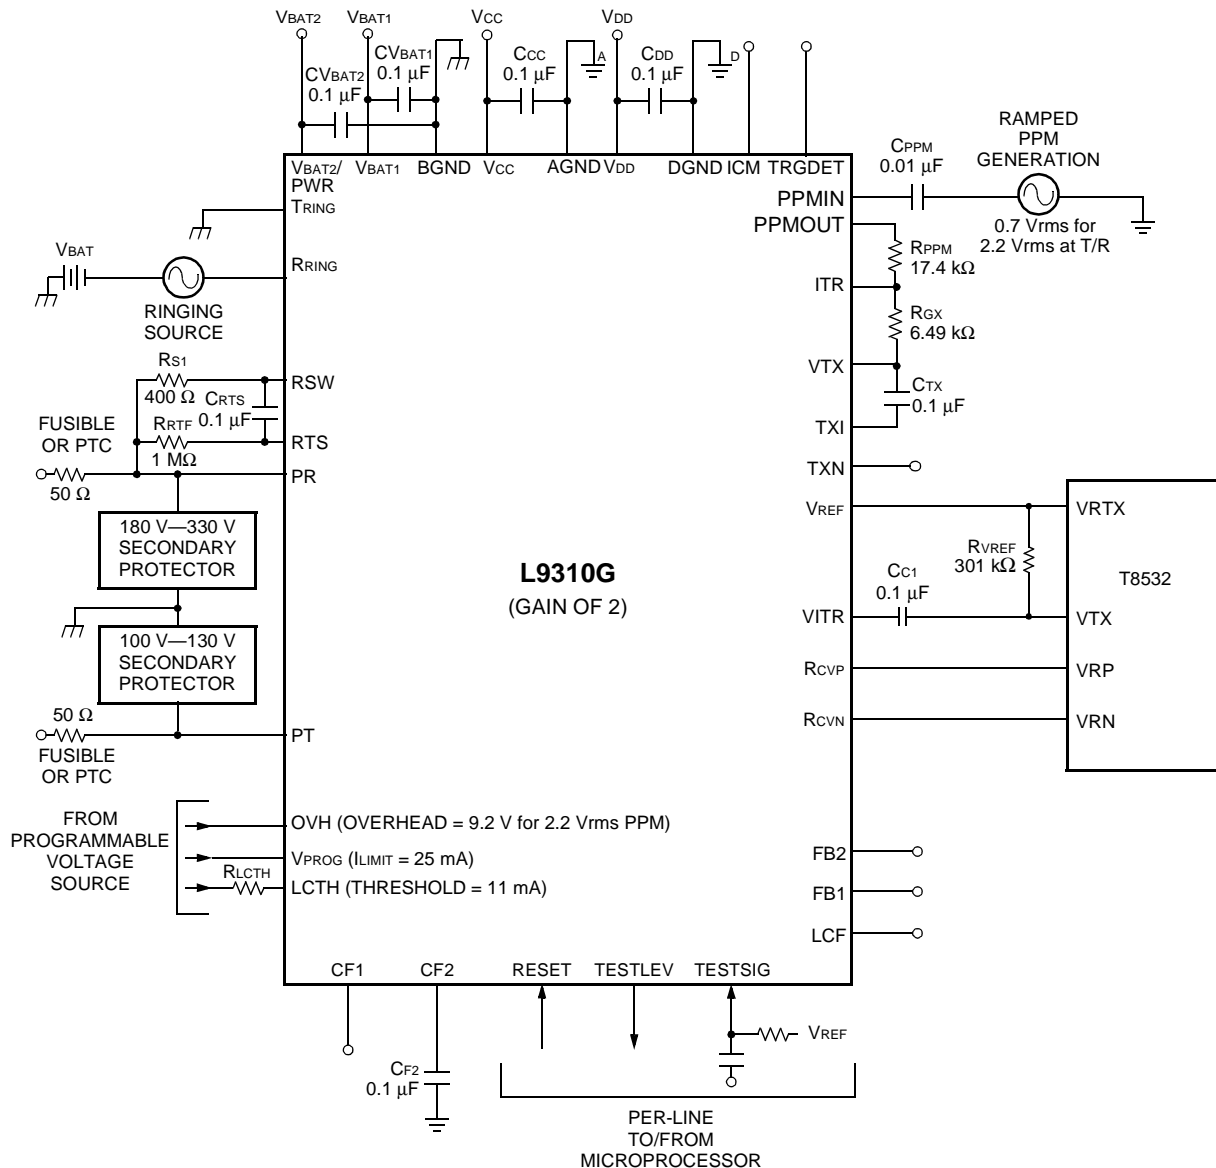 VBAT2
VBAT1
VCC
VDD
CVBAT2
0.1 µF
CVBAT1
0.1 µF
CCC
0.1 µF
A
CDD
0.1 µF
D
VBAT2/
PWR
VBAT1
BGND
VCC
AGND
VDD
DGND
ICM
TRGDET
RAMPED
PPM
GENERATION
CPPM
0.01 µF
0.7 Vrms for
2.2 Vrms at T/R
TRING
VBAT
RRING
RINGING
SOURCE
RS1
400 Ω
RSW
CRTS
0.1 µF
RRTF
1 MΩ
RTS
FUSIBLE
OR PTC
50 Ω
PR
180 V—330 V
SECONDARY
PROTECTOR
100 V—130 V
SECONDARY
PROTECTOR
50 Ω
PT
FUSIBLE
OR PTC
L9310G
(GAIN OF 2)
PPMIN
PPMOUT
RPPM
17.4 kΩ
ITR
RGX
6.49 kΩ
VTX
CTX
0.1 µF
TXI
TXN
VREF
RVREF
301 kΩ
CC1
0.1 µF
VITR
RCVP
RCVN
VRTX
T8532
VTX
VRP
VRN
FROM
PROGRAMMABLE
VOLTAGE
SOURCE
OVH (OVERHEAD = 9.2 V for 2.2 Vrms PPM)
VPROG (ILIMIT = 25 mA)
RLCTH
LCTH (THRESHOLD = 11 mA)
FB2
FB1
LCF
CF1
CF2
RESET
TESTLEV
TESTSIG
VREF
CF2
0.1 µF
PER-LINE
TO/FROM
MICROPROCESSOR